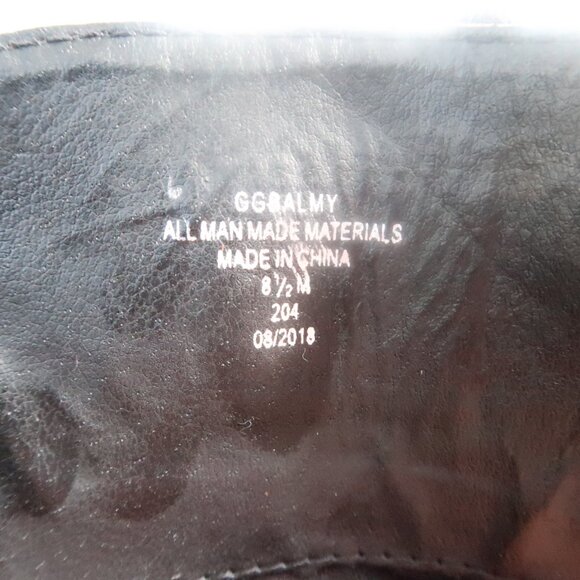 GGBALMY
ALL MAN MADE MATERIALS
MADE IN CHINA
8 ½ M
204
08/2018